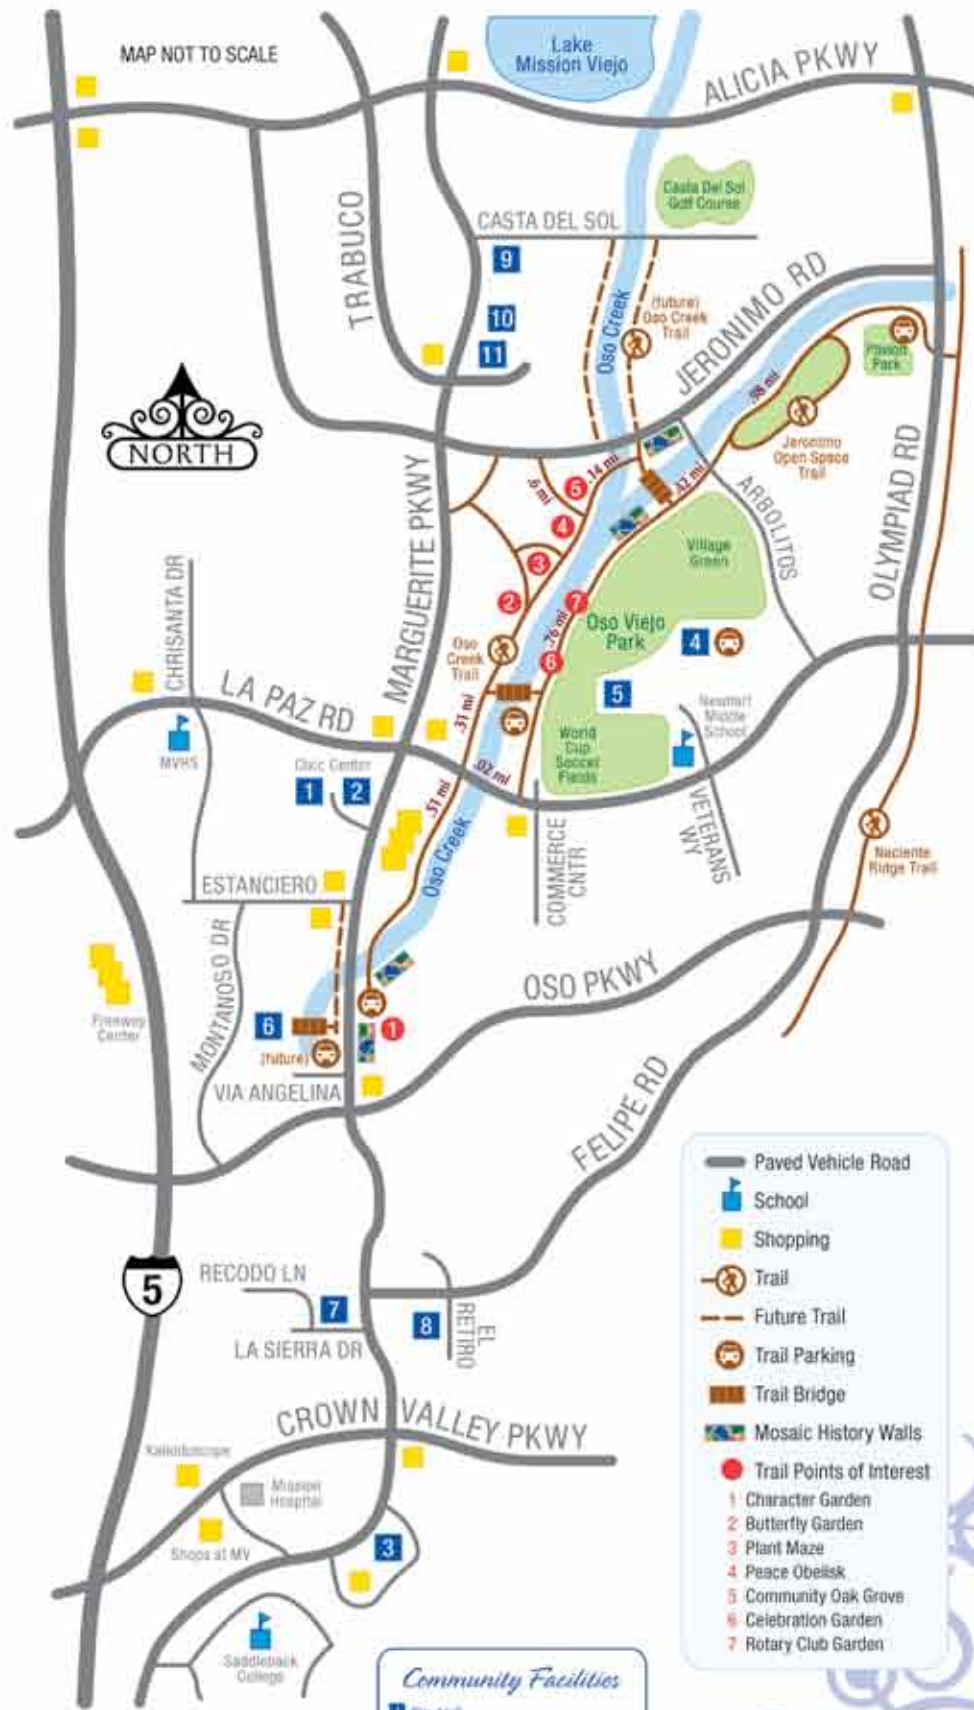 MAP NOT TO SCALE
Lake
Mission Viejo
ALICIA PKWY
Casta Del Sol
Golf Course
CASTA DEL SOL
TRABUCO
9
10
11
Oso Creek
(future)
Oso Creek
Trail
JERONIMO RD
Pavion
Park
.98 mi
NORTH
MARGUERITE PKWY
.6 mi
5
.14 mi
.42 mi
Jeronimo
Open Space
Trail
ARBOLITOS
OLYMPIAD RD
4
3
2
7
Village
Green
CHRISANTA DR
Oso
Creek
Trail
.76 mi
6
Oso Viejo
Park
4
5
LA PAZ RD
MVHS
.31 mi
World
Cup
Soccer
Fields
Newhart
Middle
School
Civic Center
1
2
.02 mi
.51 mi
Oso Creek
COMMERCE
CNTR
VETERANS
WY
Naciente
Ridge Trail
ESTANCIERO
MONTANOSO DR
Freeway
Center
OSO PKWY
6
1
(future)
VIA ANGELINA
FELIPE RD
5
RECODO LN
7
LA SIERRA DR
8
EL
RETIRO
CROWN VALLEY PKWY
Kaleidoscope
Mission
Hospital
Shops at MV
3
Saddleback
College
Paved Vehicle Road
School
Shopping
Trail
Future Trail
Trail Parking
Trail Bridge
Mosaic History Walls
Trail Points of Interest
1 Character Garden
2 Butterfly Garden
3 Plant Maze
4 Peace Obelisk
5 Community Oak Grove
6 Celebration Garden
7 Rotary Club Garden
Community Facilities